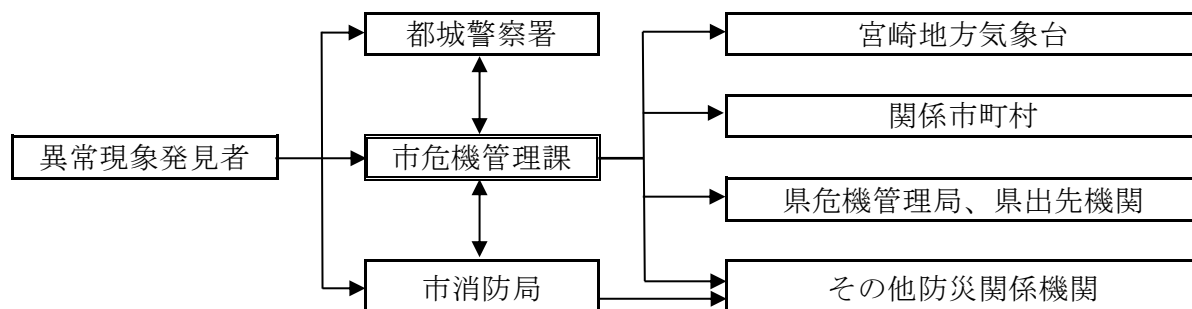 都城警察署
宮崎地方気象台
関係市町村
異常現象発見者
市危機管理課
県危機管理局、県出先機関
市消防局
その他防災関係機関